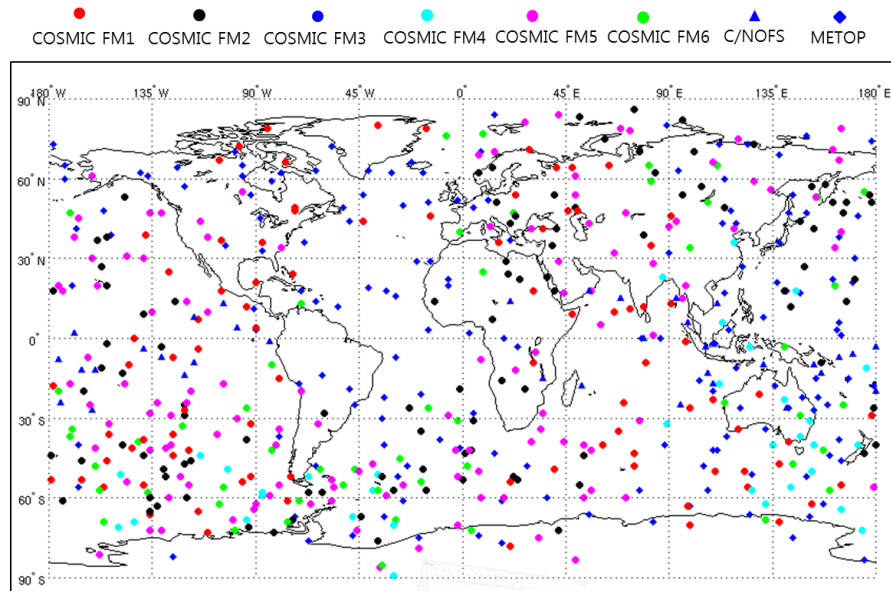 COSMIC FM1 COSMIC FM2 COSMIC FM3 COSMIC FM4 COSMIC FM5 COSMIC FM6 C/NOFS METOP
180° W 135° W 90° W 45° W 0° 45° E 90° E 135° E 180° E
90° N
60° N
30° N
0°
30° S
60° S
90° S